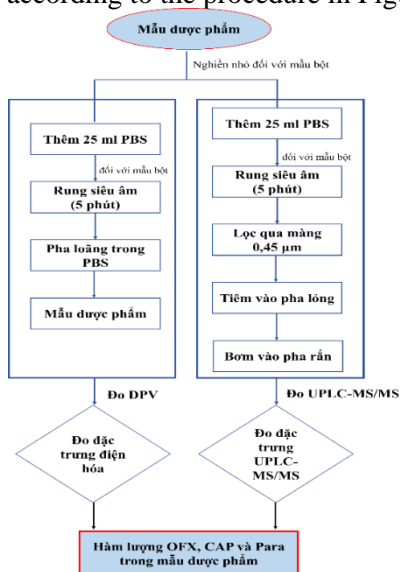 according to the procedure in Figu
Mẫu dược phẩm
Nghiền nhỏ đối với mẫu bột
Thêm 25 ml PBS
đối với mẫu bột
Rung siêu âm
(5 phút)
Pha loãng trong
PBS
Mẫu dược phẩm
Đo DPV
Đo đặc
trưng điện
hóa
Thêm 25 ml PBS
đối với mẫu bột
Rung siêu âm
(5 phút)
Lọc qua màng
0,45 µm
Tiêm vào pha lỏng
Bơm vào pha rắn
Đo UPLC-MS/MS
Đo đặc
trưng
UPLC-
MS/MS
Hàm lượng OFX, CAP và Para
trong mẫu dược phẩm